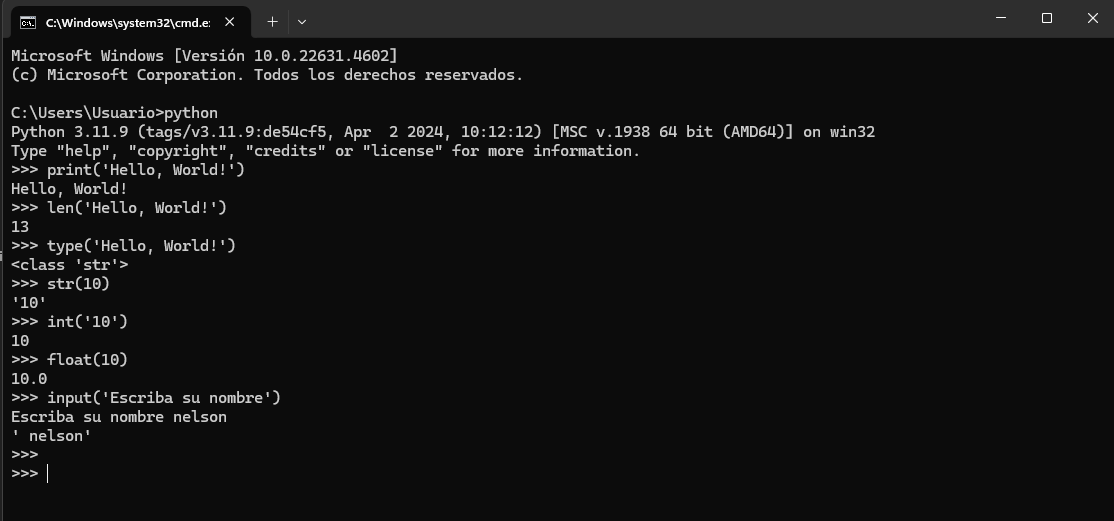 C:\Windows\system32\cmd.e:
Microsoft Windows [Versión 10.0.22631.4602]
(c) Microsoft Corporation. Todos los derechos reservados.
C:\Users\Usuario>python
Python 3.11.9 (tags/v3.11.9:de54cf5, Apr  2 2024, 10:12:12) [MSC v.1938 64 bit (AMD64)] on win32
Type "help", "copyright", "credits" or "license" for more information.
>>> print('Hello, World!')
Hello, World!
>>> len('Hello, World!')
13
>>> type('Hello, World!')
<class 'str'>
>>> str(10)
'10'
>>> int('10')
10
>>> float(10)
10.0
>>> input('Escriba su nombre')
Escriba su nombre nelson
' nelson'
>>>
>>>